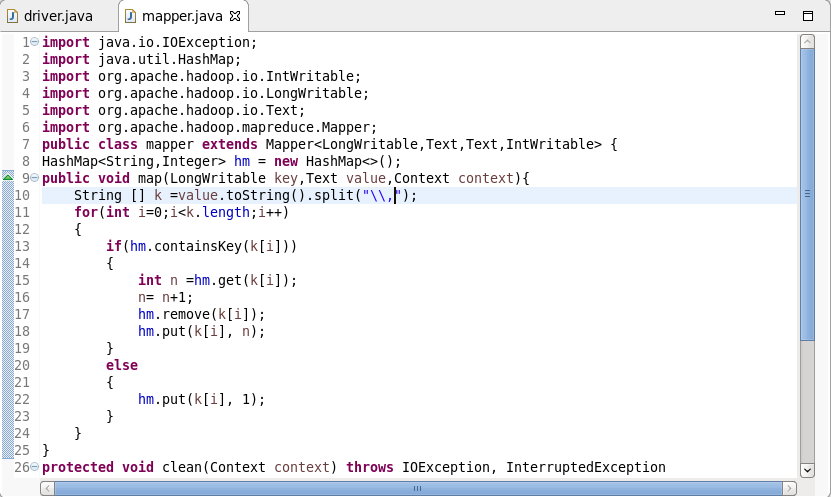 driver.java mapper.java
1 import java.io.IOException;
2 import java.util.HashMap;
3 import org.apache.hadoop.io.IntWritable;
4 import org.apache.hadoop.io.LongWritable;
5 import org.apache.hadoop.io.Text;
6 import org.apache.hadoop.mapreduce.Mapper;
7 public class mapper extends Mapper<LongWritable,Text,Text,IntWritable> {
8 HashMap<String,Integer> hm = new HashMap<>();
9 public void map(LongWritable key,Text value,Context context){
10     String [] k =value.toString().split("\\,");
11     for(int i=0;i<k.length;i++)
12     {
13         if(hm.containsKey(k[i]))
14         {
15             int n =hm.get(k[i]);
16             n= n+1;
17             hm.remove(k[i]);
18             hm.put(k[i], n);
19         }
20         else
21         {
22             hm.put(k[i], 1);
23         }
24     }
25 }
26 protected void clean(Context context) throws IOException, InterruptedException